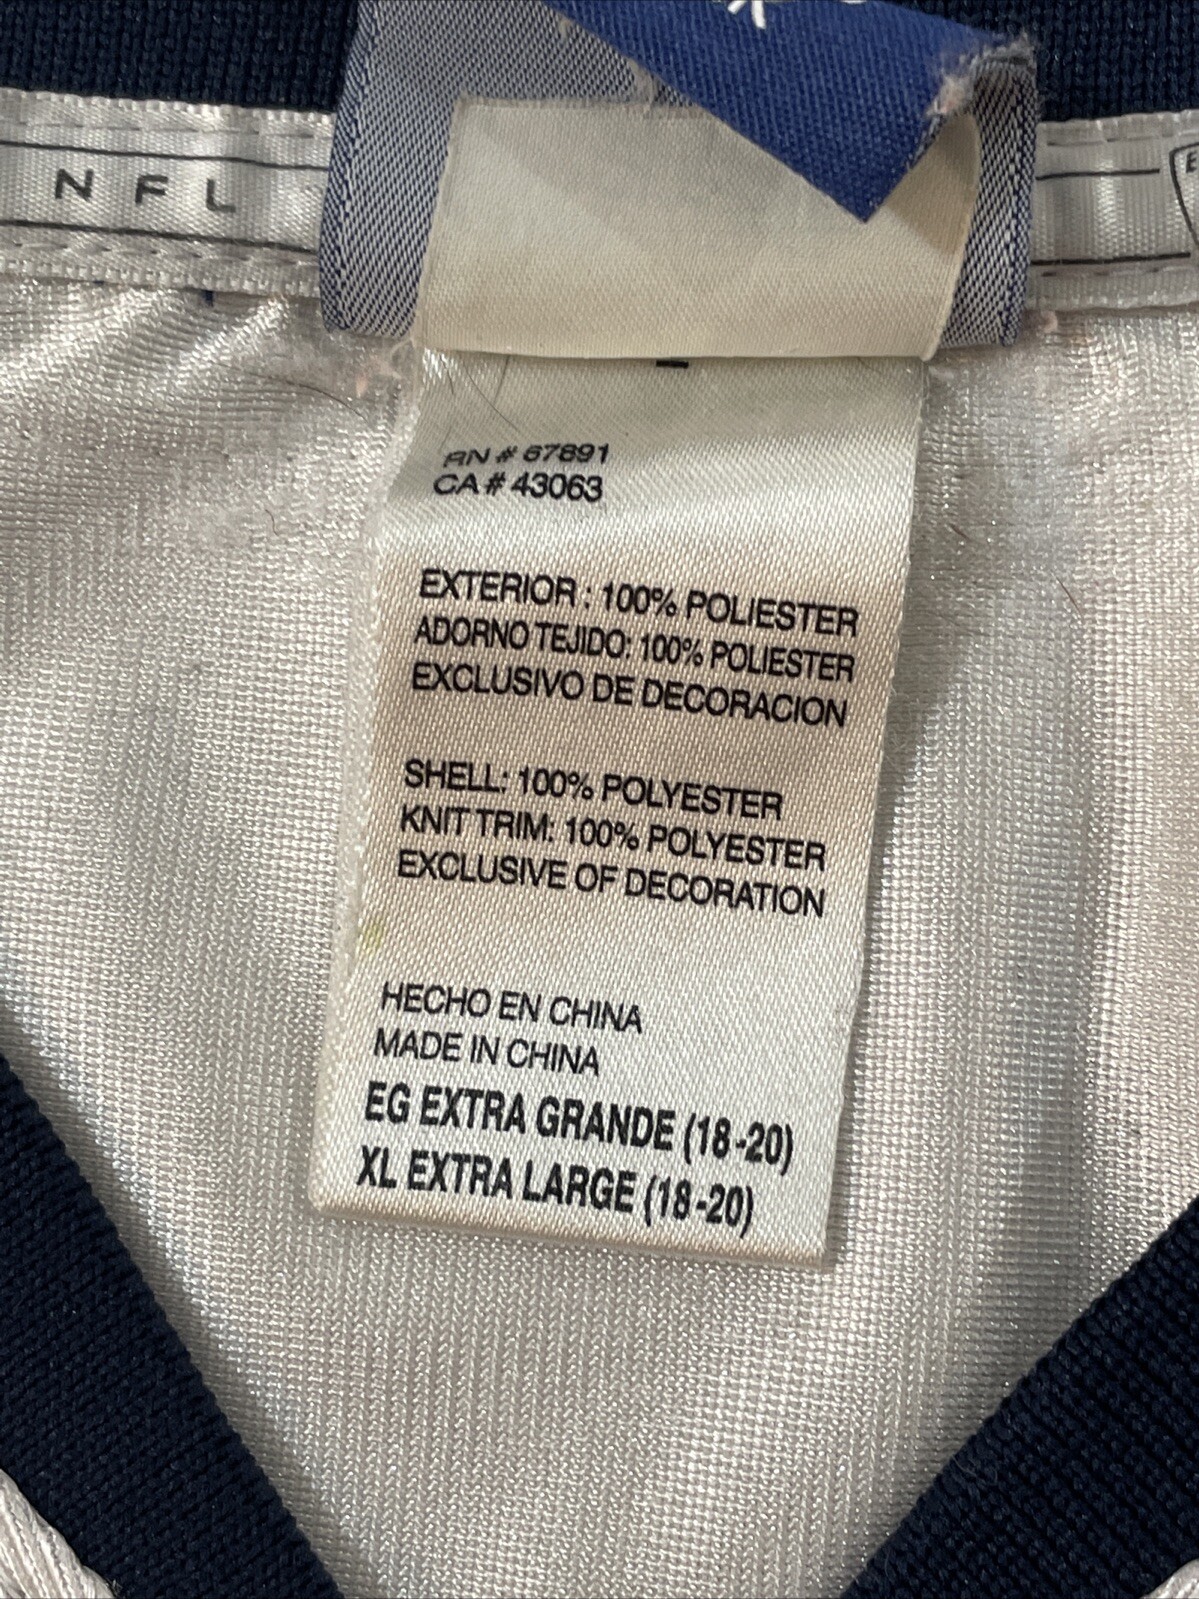 NFL
RN # 67891
CA # 43063
EXTERIOR : 100% POLIESTER
ADORNO TEJIDO: 100% POLIESTER
EXCLUSIVO DE DECORACION
SHELL: 100% POLYESTER
KNIT TRIM: 100% POLYESTER
EXCLUSIVE OF DECORATION
HECHO EN CHINA
MADE IN CHINA
EG EXTRA GRANDE (18-20)
XL EXTRA LARGE (18-20)